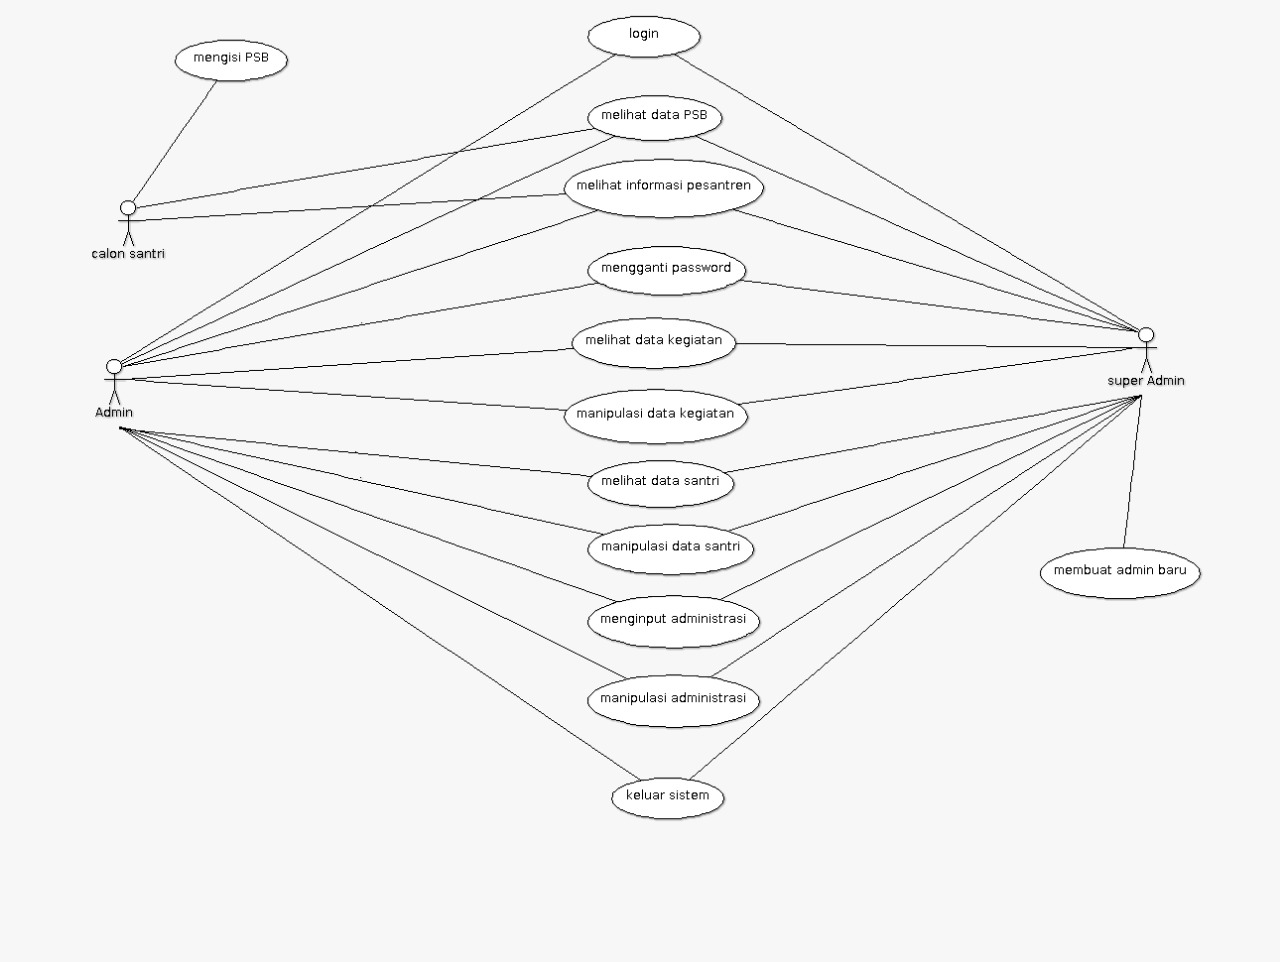 login
mengisi PSB
melihat data PSB
melihat informasi pesantren
calon santri
mengganti password
melihat data kegiatan
super Admin
Admin
manipulasi data kegiatan
melihat data santri
manipulasi data santri
membuat admin baru
menginput administrasi
manipulasi administrasi
keluar sistem